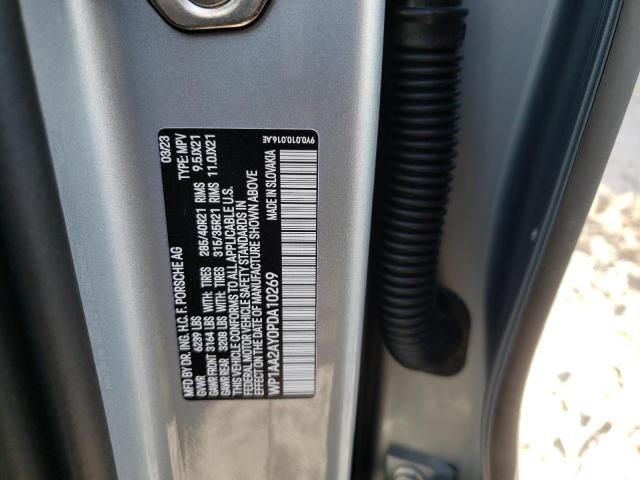 MFD BY DR. ING. H.C. F. PORSCHE AG 03/23
GVWR 6239 LBS TYPE: MPV
GAWR FRONT 3164 LBS WITH: TIRES 285/40R21 RIMS 9.5JX21
GAWR REAR 3208 LBS WITH: TIRES 315/35R21 RIMS 11.0JX21
THIS VEHICLE CONFORMS TO ALL APPLICABLE U.S.
FEDERAL MOTOR VEHICLE SAFETY STANDARDS IN
EFFECT ON THE DATE OF MANUFACTURE SHOWN ABOVE
WP1AA2AY0PDA10269 MADE IN SLOVAKIA
9Y0.010.016.AE